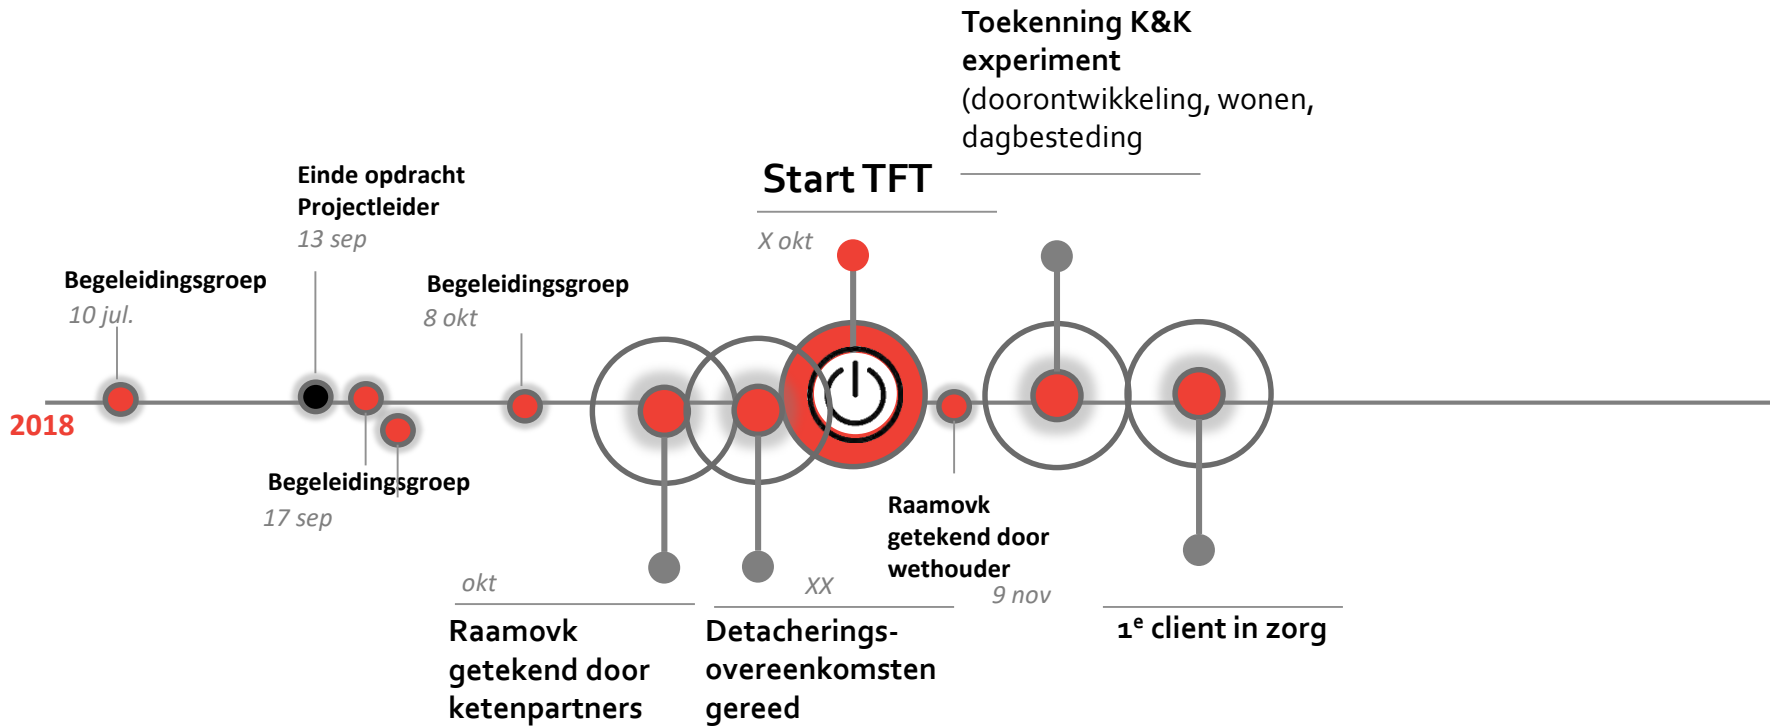 Toekenning K&K
experiment
(doorontwikkeling, wonen,
dagbesteding
Start TFT
X okt
Einde opdracht
Projectleider
13 sep
Begeleidingsgroep
10 jul.
Begeleidingsgroep
8 okt
2018
Begeleidingsgroep
17 sep
Raamovk
getekend door
wethouder
9 nov
okt
Raamovk
getekend door
ketenpartners
XX
Detacherings-
overeenkomsten
gereed
1e client in zorg